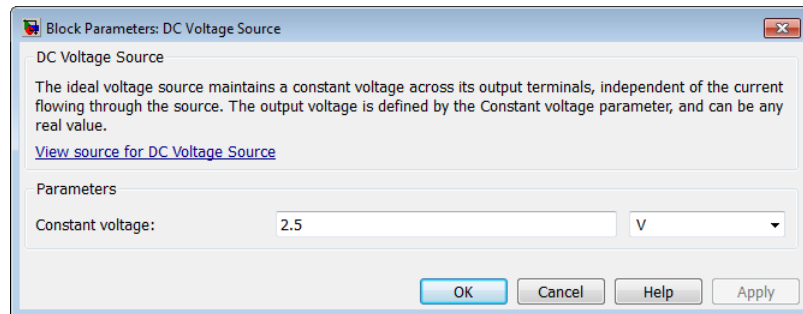 Block Parameters: DC Voltage Source
DC Voltage Source
The ideal voltage source maintains a constant voltage across its output terminals, independent of the current
flowing through the source. The output voltage is defined by the Constant voltage parameter, and can be any
real value.
View source for DC Voltage Source
Parameters
Constant voltage: 2.5 V
OK Cancel Help Apply